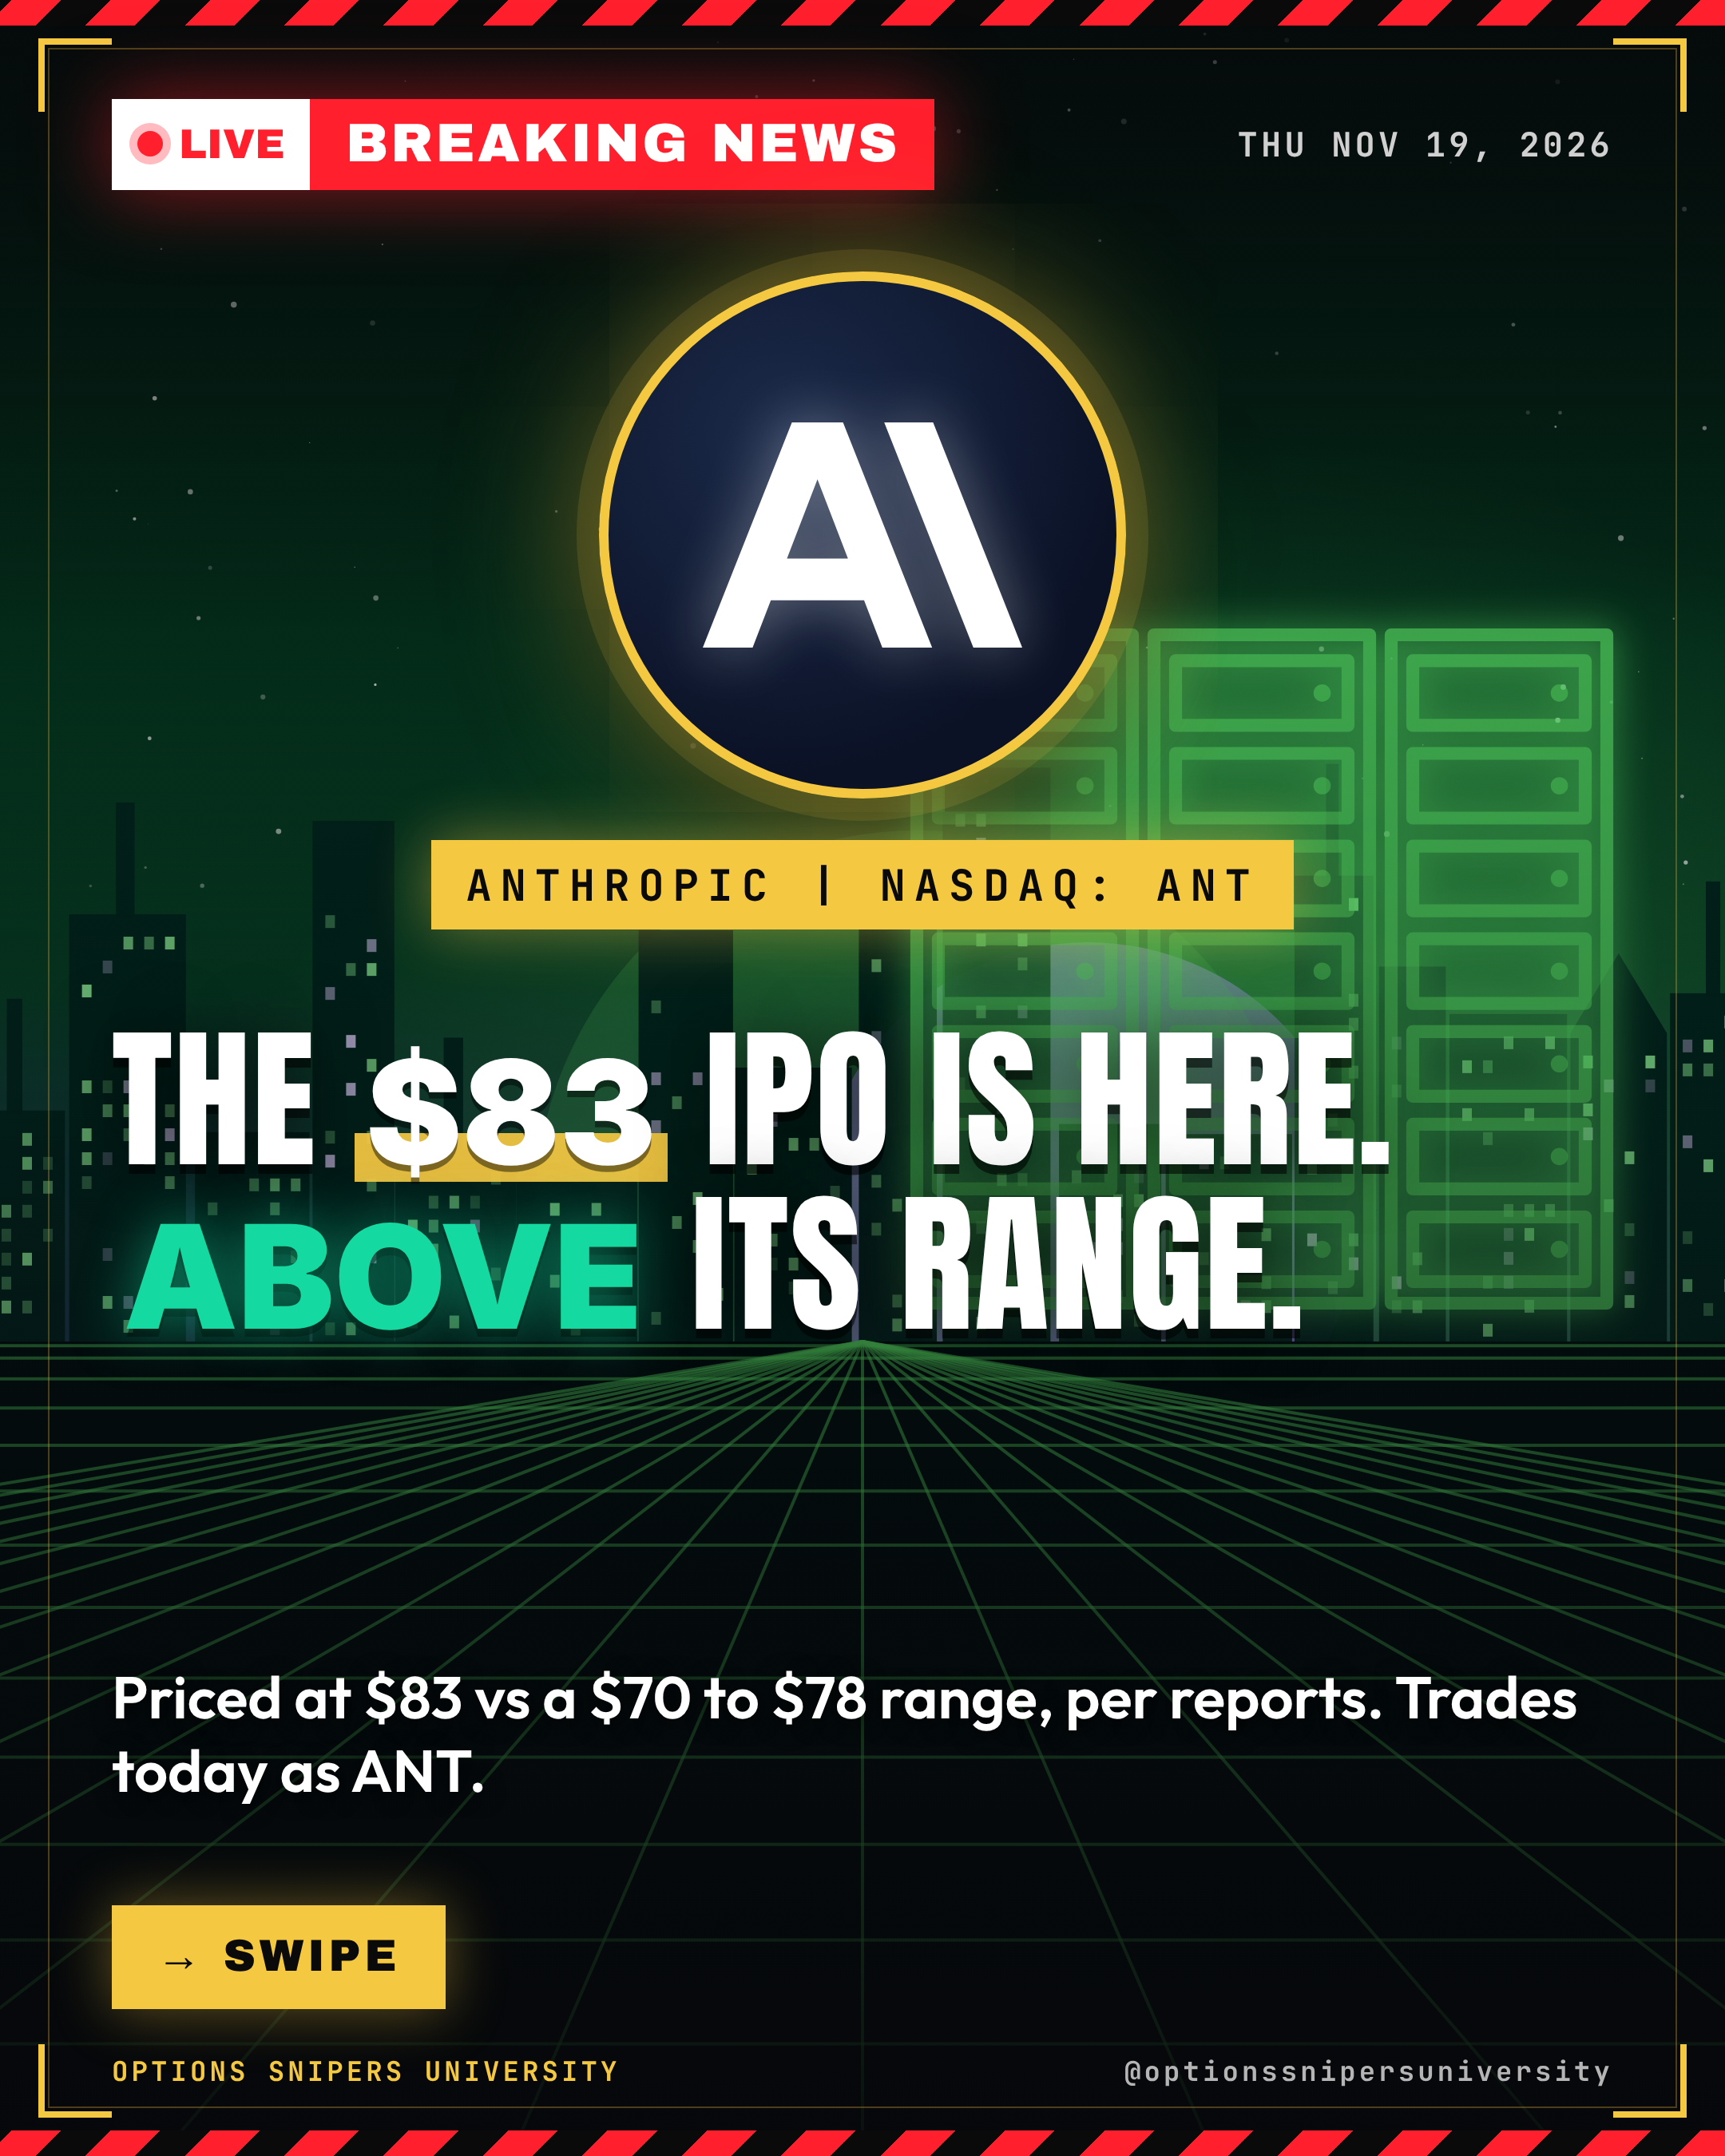 LIVE BREAKING NEWS
THU NOV 19, 2026
A\
ANTHROPIC | NASDAQ: ANT
THE $83 IPO IS HERE.
ABOVE ITS RANGE.
Priced at $83 vs a $70 to $78 range, per reports. Trades
today as ANT.
→ SWIPE
OPTIONS SNIPERS UNIVERSITY
@optionssnipersuniversity